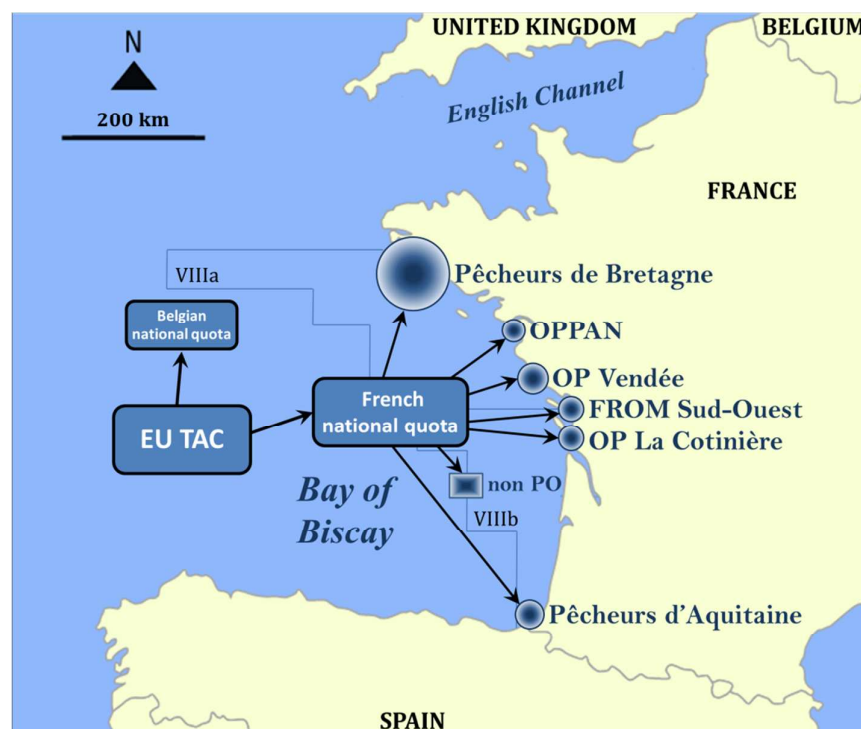 UNITED KINGDOM
BELGIUM
N
200 km
English Channel
FRANCE
VIIIa
Pêcheurs de Bretagne
Belgian
national quota
OPPAN
OP Vendée
French
national quota
FROM Sud-Ouest
EU TAC
OP La Cotinière
Bay of
Biscay
non PO
VIIIb
Pêcheurs d’Aquitaine
SPAIN